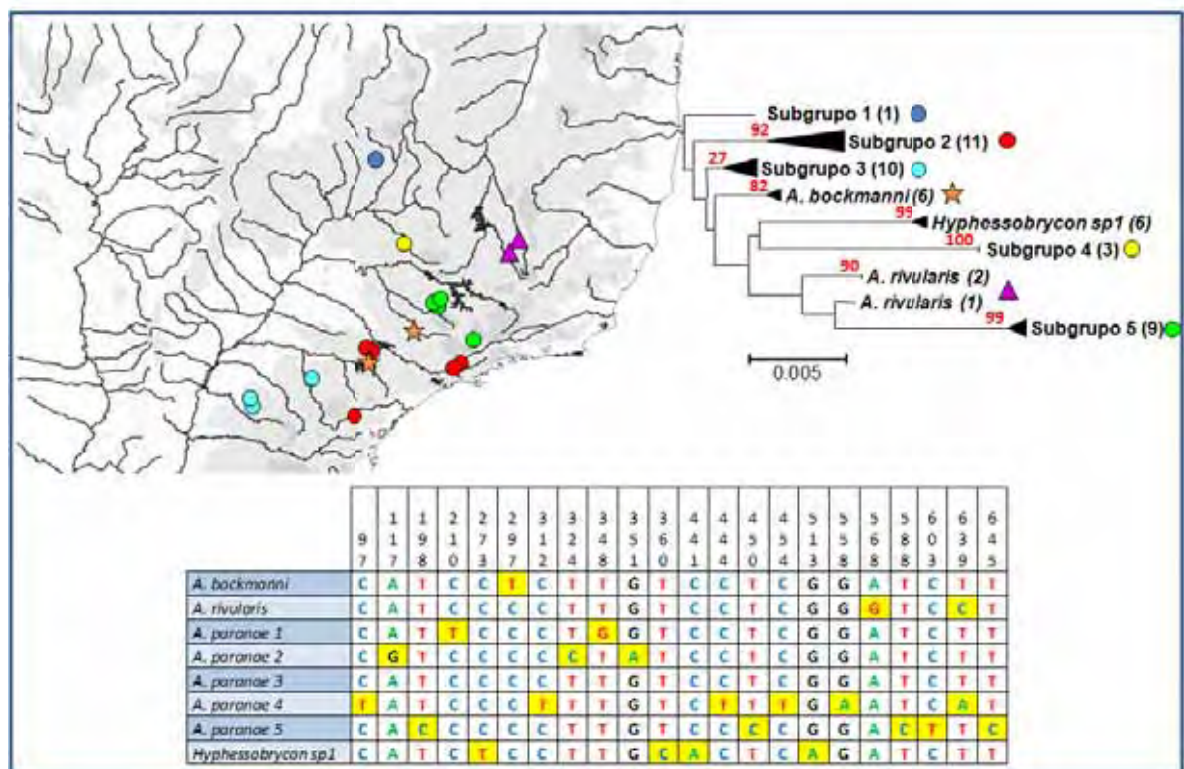 Subgrupo 1 (1)
92
Subgrupo 2 (11)
27
Subgrupo 3 (10)
82
A. bockmanni (6)
99
Hyphessobrycon sp1 (6)
100
Subgrupo 4 (3)
90
A. rivularis (2)
A. rivularis (1)
99
Subgrupo 5 (9)
0.005
97 117 198 210 273 297 312 324 348 351 360 441 444 450 454 513 558 568 588 603 639 645
A. bockmanni C A T C C T C T T G T C C T C G G A T C T T
A. rivularis C A T C C C C T T G T C C T C G G G T C C T
A. paranae 1 C A T T C C C T G G T C C T C G G A T C T T
A. paranae 2 C G T C C C C C T A T C C T C G G A T C T T
A. paranae 3 C A T C C C C T T G T C C T C G G A T C T T
A. paranae 4 T A T C C C T T T G T C T T T G A A T C A T
A. paranae 5 C A C C C C C T T G T C C C C G G A C T T C
Hyphessobrycon sp1 C A T C T C C T T G C A C T C A G A T C T T